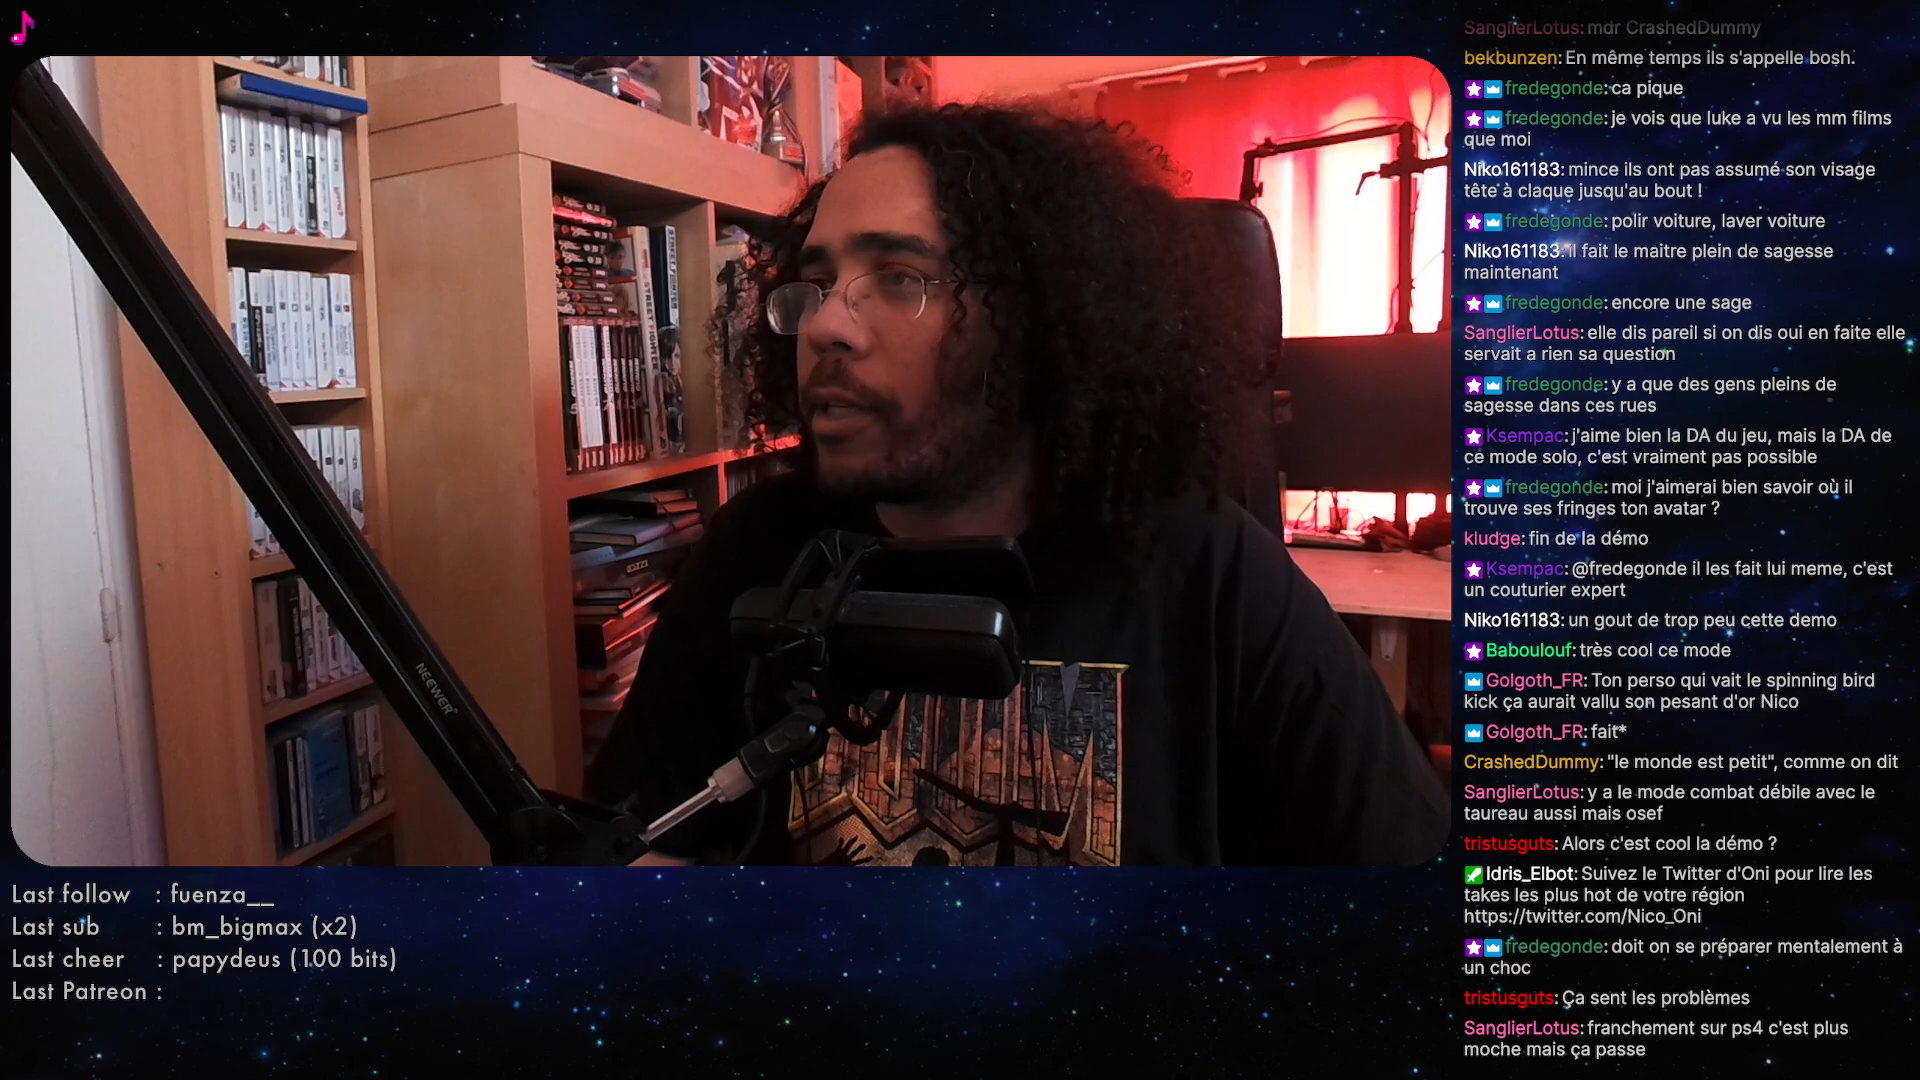 SanglierLotus: mdr CrashedDummy
bekbunzen: En même temps ils s'appelle bosh.
fredegonde: ca pique
fredegonde: je vois que luke a vu les mm films
que moi
Niko161183: mince ils ont pas assumé son visage
tête à claque jusqu'au bout !
fredegonde: polir voiture, laver voiture
Niko161183: il fait le maitre plein de sagesse
maintenant
fredegonde: encore une sage
SanglierLotus: elle dis pareil si on dis oui en faite elle
servait a rien sa question
fredegonde: y a que des gens pleins de
sagesse dans ces rues
Ksempac: j'aime bien la DA du jeu, mais la DA de
ce mode solo, c'est vraiment pas possible
fredegonde: moi j'aimerai bien savoir où il
trouve ses fringes ton avatar ?
kludge: fin de la démo
Ksempac: @fredegonde il les fait lui meme, c'est
un couturier expert
Niko161183: un gout de trop peu cette demo
Baboulouf: très cool ce mode
Golgoth_FR: Ton perso qui vait le spinning bird
kick ça aurait vallu son pesant d'or Nico
Golgoth_FR: fait*
CrashedDummy: "le monde est petit", comme on dit
SanglierLotus: y a le mode combat débile avec le
taureau aussi mais osef
tristusguts: Alors c'est cool la démo ?
Idris_Elbot: Suivez le Twitter d'Oni pour lire les
takes les plus hot de votre région
https://twitter.com/Nico_Oni
fredegonde: doit on se préparer mentalement à
un choc
tristusguts: Ça sent les problèmes
SanglierLotus: franchement sur ps4 c'est plus
moche mais ça passe
STREET FIGHTER
NEEWER
Last follow : fuenza__
Last sub : bm_bigmax (x2)
Last cheer : papydeus (100 bits)
Last Patreon :